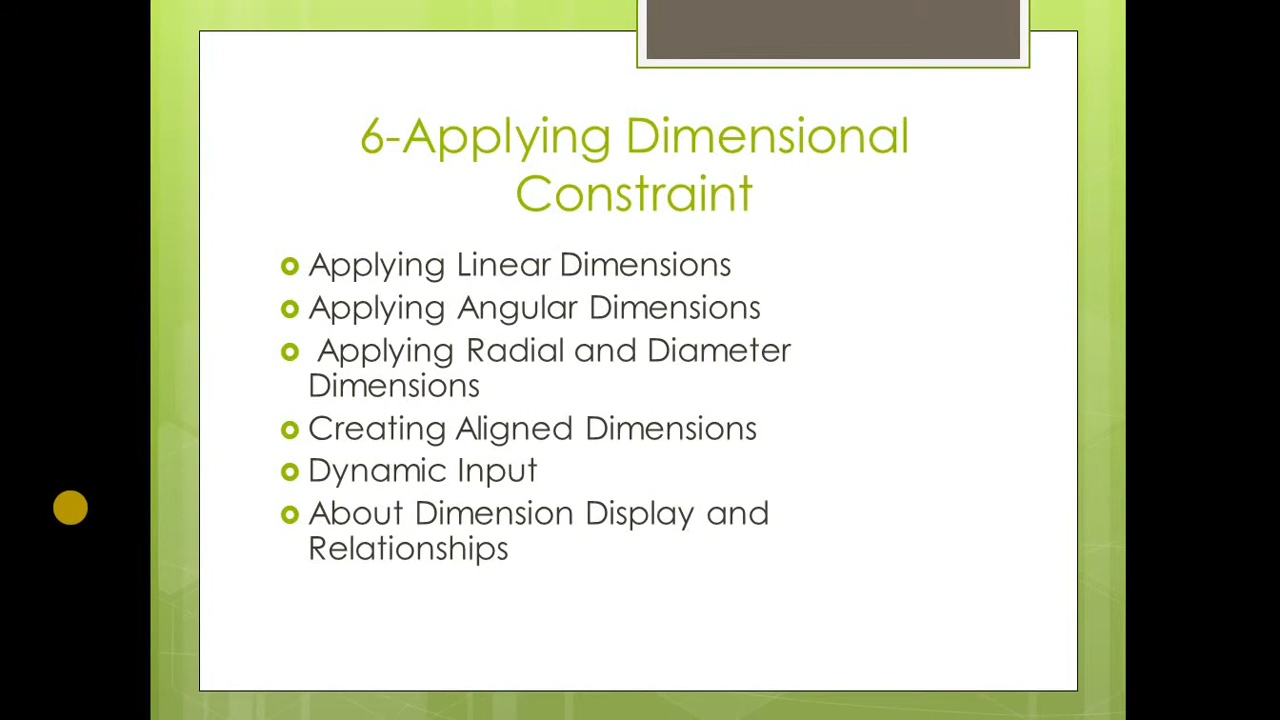 6-Applying Dimensional
Constraint
Applying Linear Dimensions
Applying Angular Dimensions
Applying Radial and Diameter
Dimensions
Creating Aligned Dimensions
Dynamic Input
About Dimension Display and
Relationships